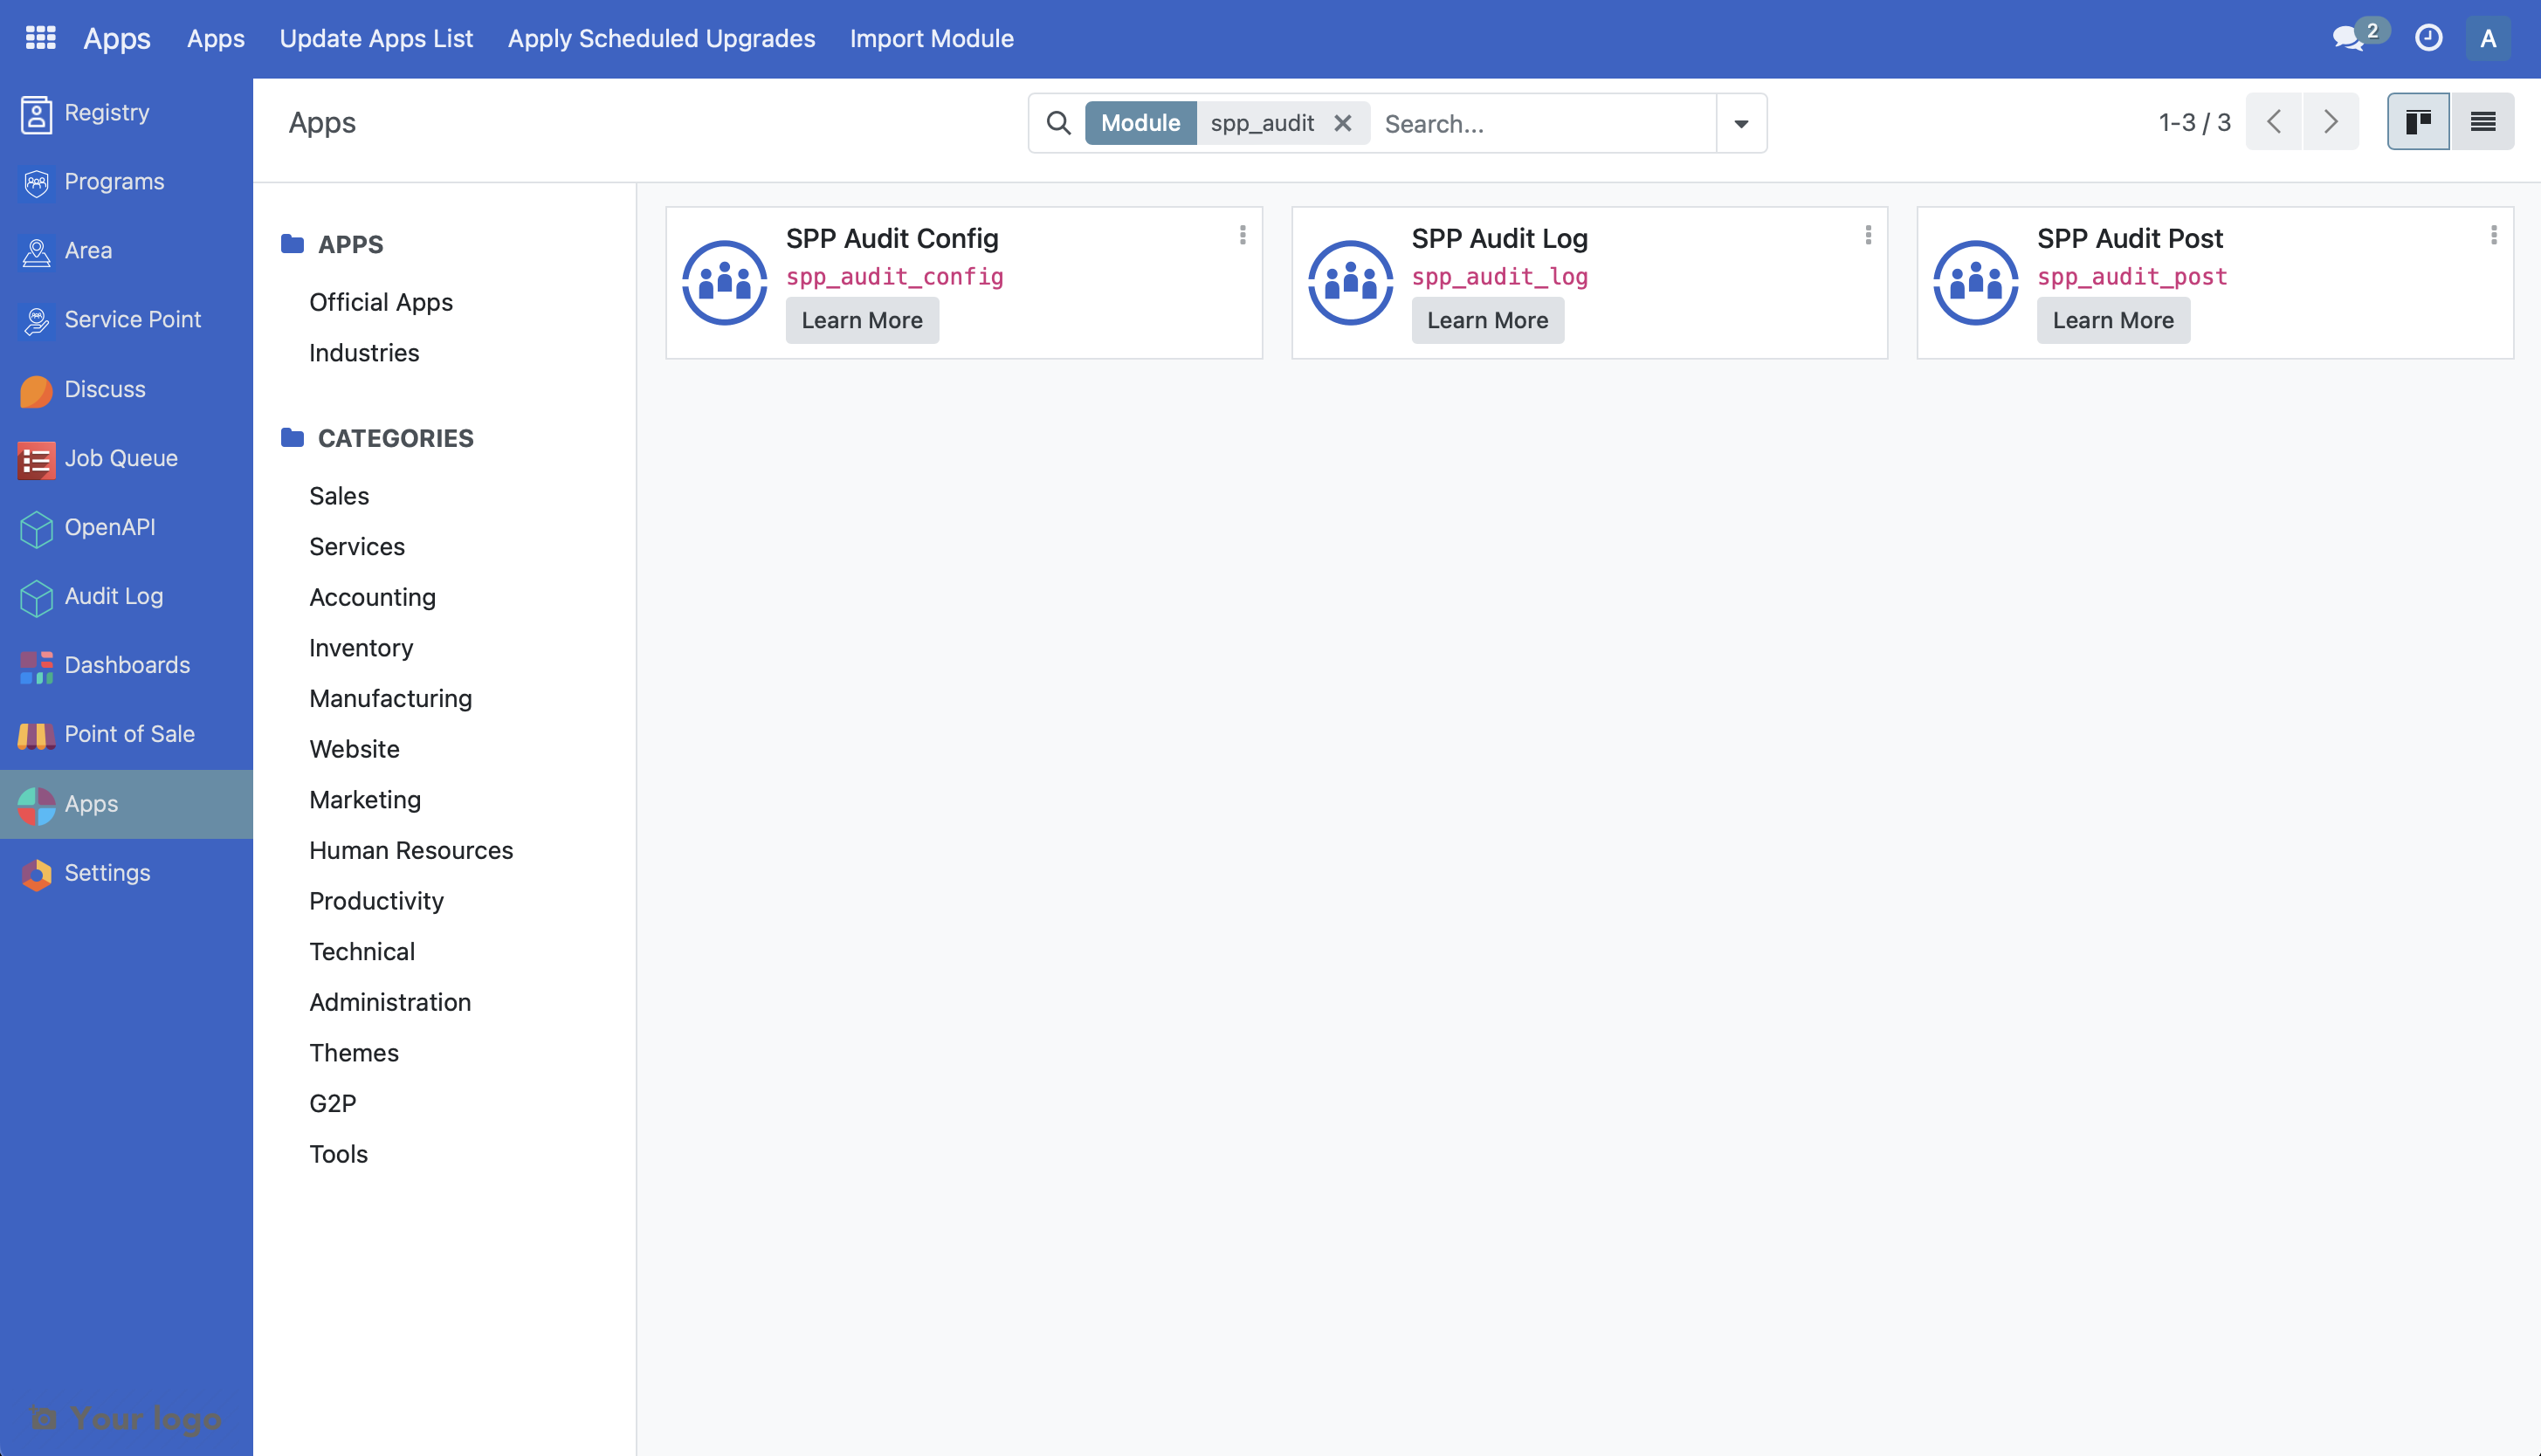 Apps Apps Update Apps List Apply Scheduled Upgrades Import Module 2 A
Registry
Programs
Area
Service Point
Discuss
Job Queue
OpenAPI
Audit Log
Dashboards
Point of Sale
Apps
Settings
Your logo
Apps
Module spp_audit Search...
1-3 / 3
APPS
Official Apps
Industries
CATEGORIES
Sales
Services
Accounting
Inventory
Manufacturing
Website
Marketing
Human Resources
Productivity
Technical
Administration
Themes
G2P
Tools
SPP Audit Config
spp_audit_config
Learn More
SPP Audit Log
spp_audit_log
Learn More
SPP Audit Post
spp_audit_post
Learn More